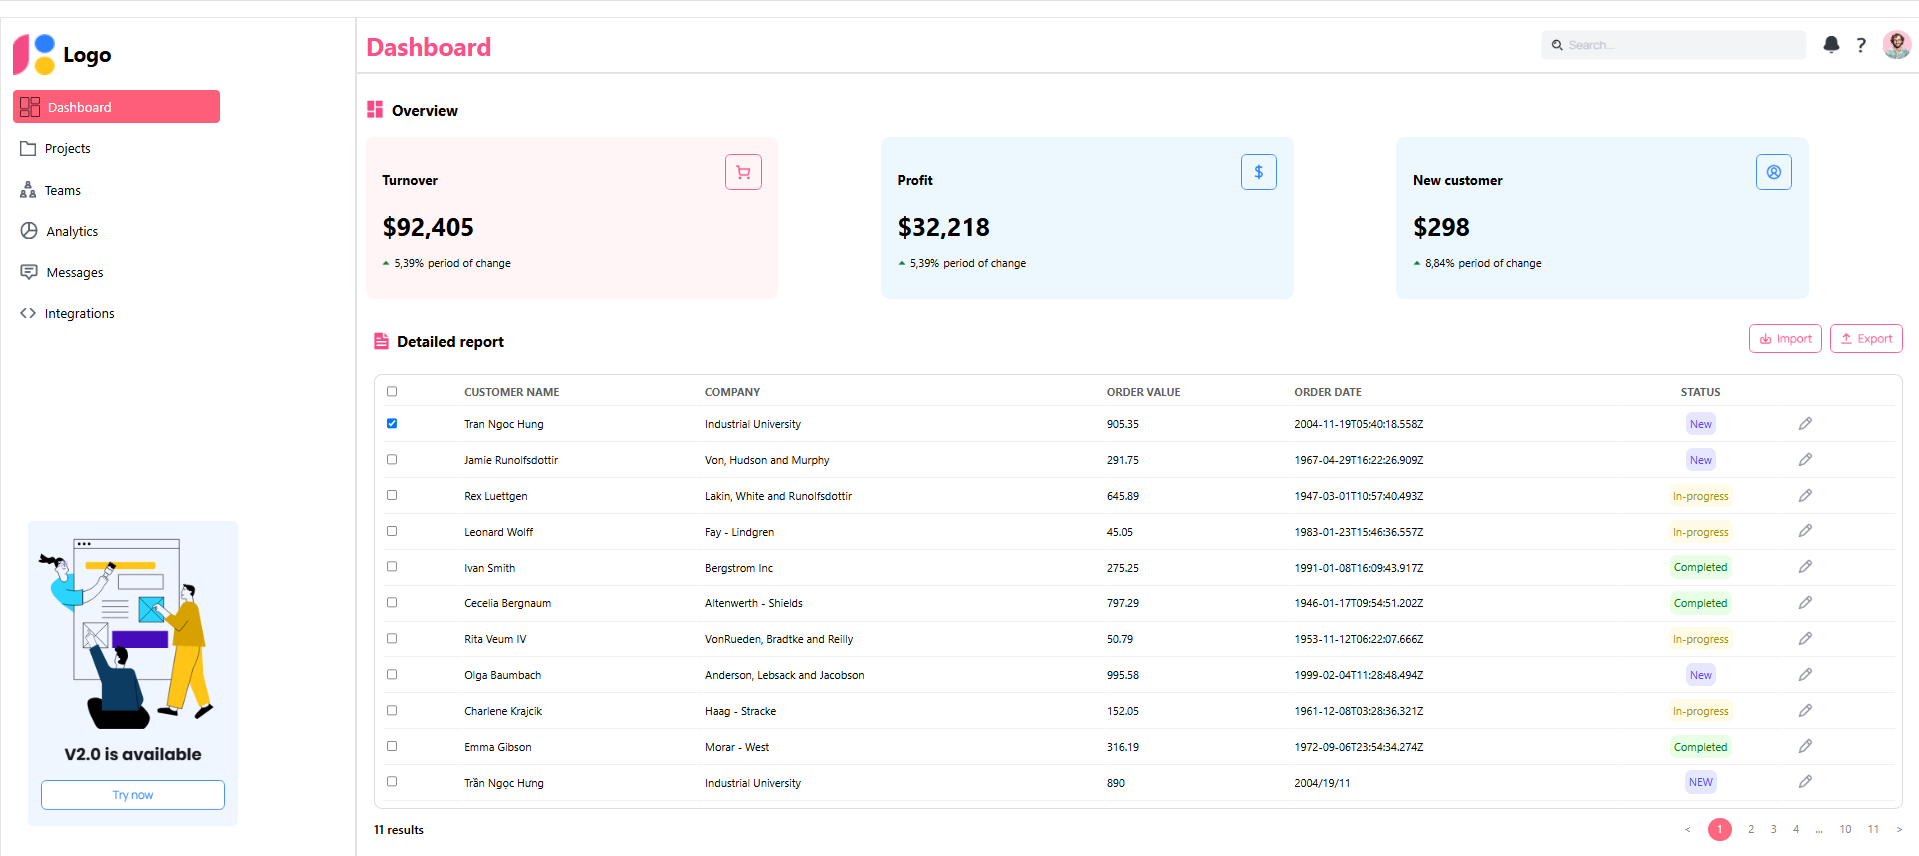 Logo
Dashboard
Projects
Teams
Analytics
Messages
Integrations
V2.0 is available
Try now
Dashboard
Search...
?
Overview
Turnover
$92,405
5,39% period of change
Profit
$
$32,218
5,39% period of change
New customer
$298
8,84% period of change
Detailed report
Import
Export
CUSTOMER NAME COMPANY ORDER VALUE ORDER DATE STATUS
Tran Ngoc Hung Industrial University 905.35 2004-11-19T05:40:18.558Z New
Jamie Runolfsdottir Von, Hudson and Murphy 291.75 1967-04-29T16:22:26.909Z New
Rex Luettgen Lakin, White and Runolfsdottir 645.89 1947-03-01T10:57:40.493Z In-progress
Leonard Wolff Fay - Lindgren 45.05 1983-01-23T15:46:36.557Z In-progress
Ivan Smith Bergstrom Inc 275.25 1991-01-08T16:09:43.917Z Completed
Cecelia Bergnaum Altenwerth - Shields 797.29 1946-01-17T09:54:51.202Z Completed
Rita Veum IV VonRueden, Bradtke and Reilly 50.79 1953-11-12T06:22:07.666Z In-progress
Olga Baumbach Anderson, Lebsack and Jacobson 995.58 1999-02-04T11:28:48.494Z New
Charlene Krajcik Haag - Stracke 152.05 1961-12-08T03:28:36.321Z In-progress
Emma Gibson Morar - West 316.19 1972-09-06T23:54:34.274Z Completed
Trần Ngọc Hưng Industrial University 890 2004/19/11 NEW
11 results
< 1 2 3 4 ... 10 11 >